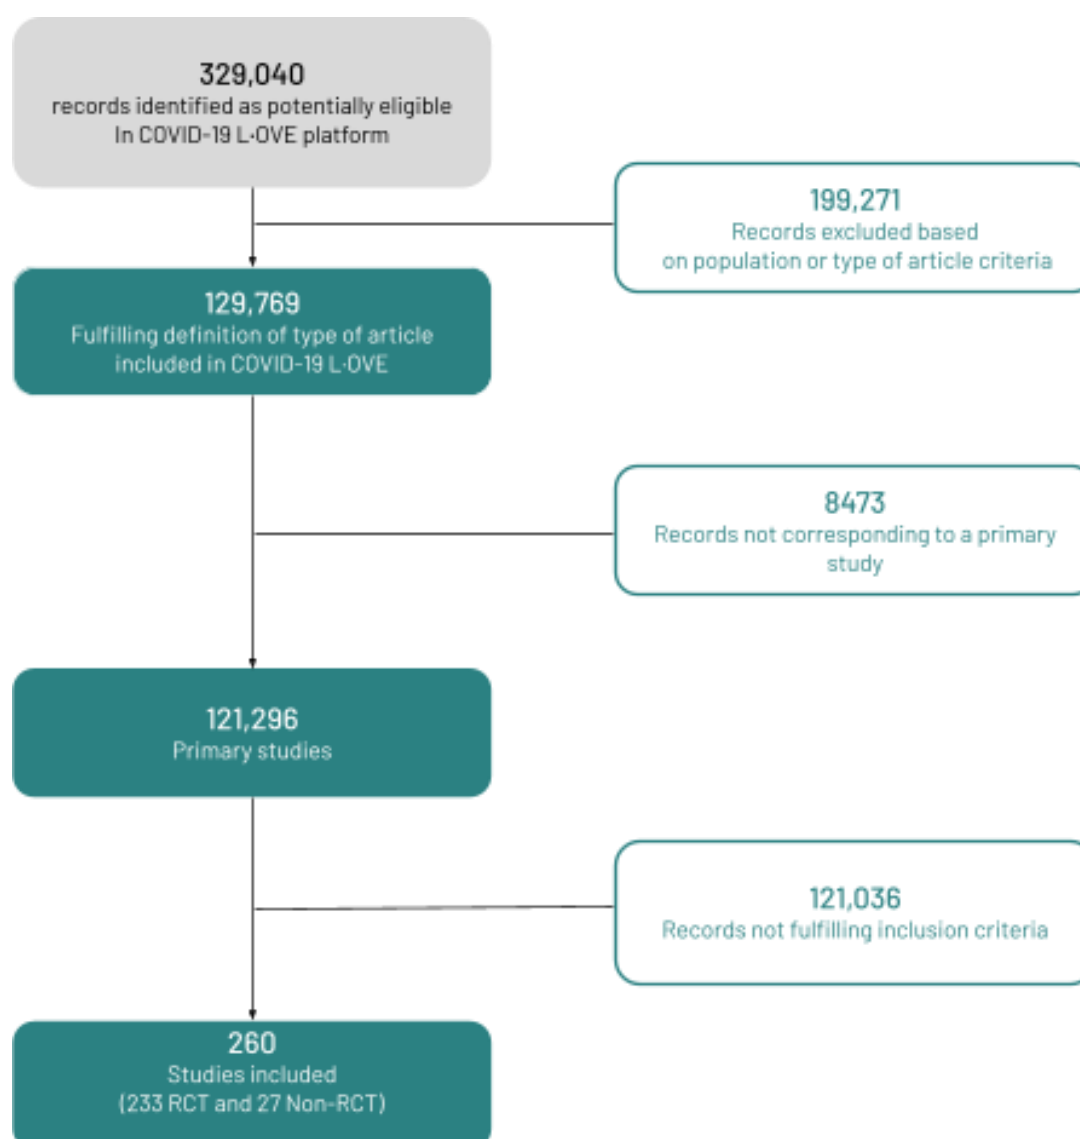 329,040
records identified as potentially eligible
In COVID-19 L·OVE platform
199,271
Records excluded based
on population or type of article criteria
129,769
Fulfilling definition of type of article
included in COVID-19 L·OVE
8473
Records not corresponding to a primary
study
121,296
Primary studies
121,036
Records not fulfilling inclusion criteria
260
Studies included
(233 RCT and 27 Non-RCT)